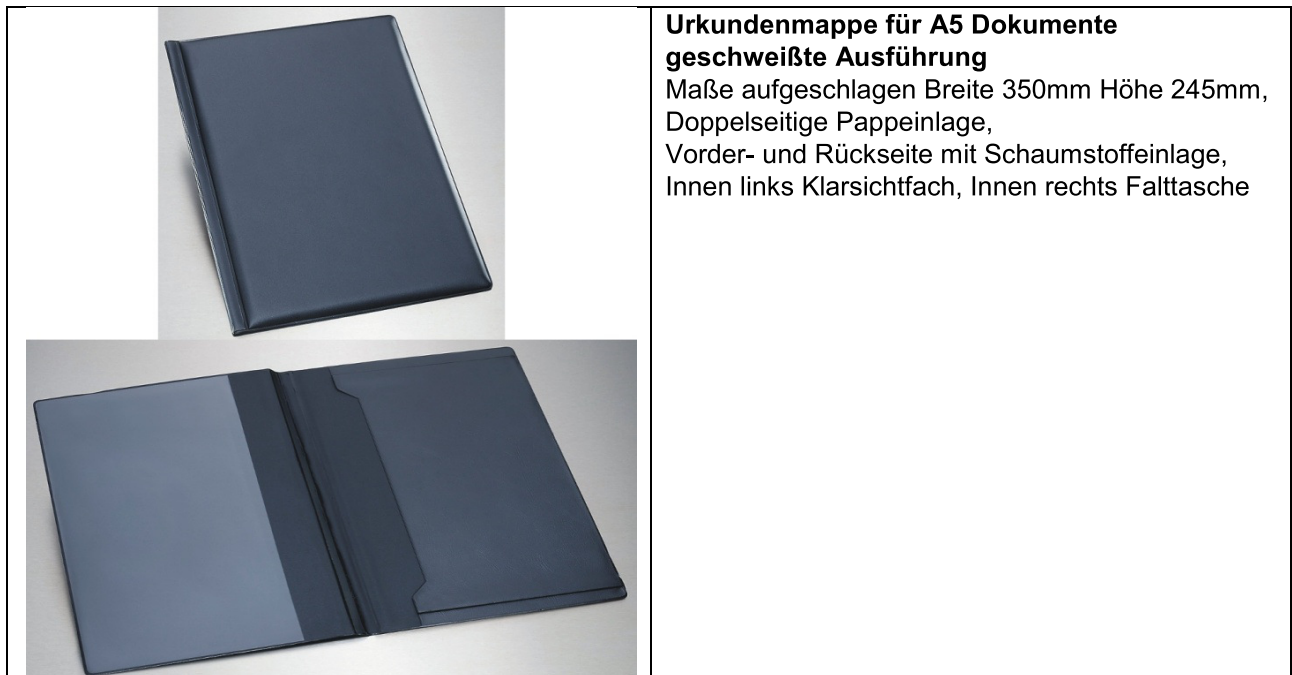 Urkundenmappe für A5 Dokumente
geschweißte Ausführung
Maße aufgeschlagen Breite 350mm Höhe 245mm,
Doppelseitige Pappeinlage,
Vorder- und Rückseite mit Schaumstoffeinlage,
Innen links Klarsichtfach, Innen rechts Falttasche